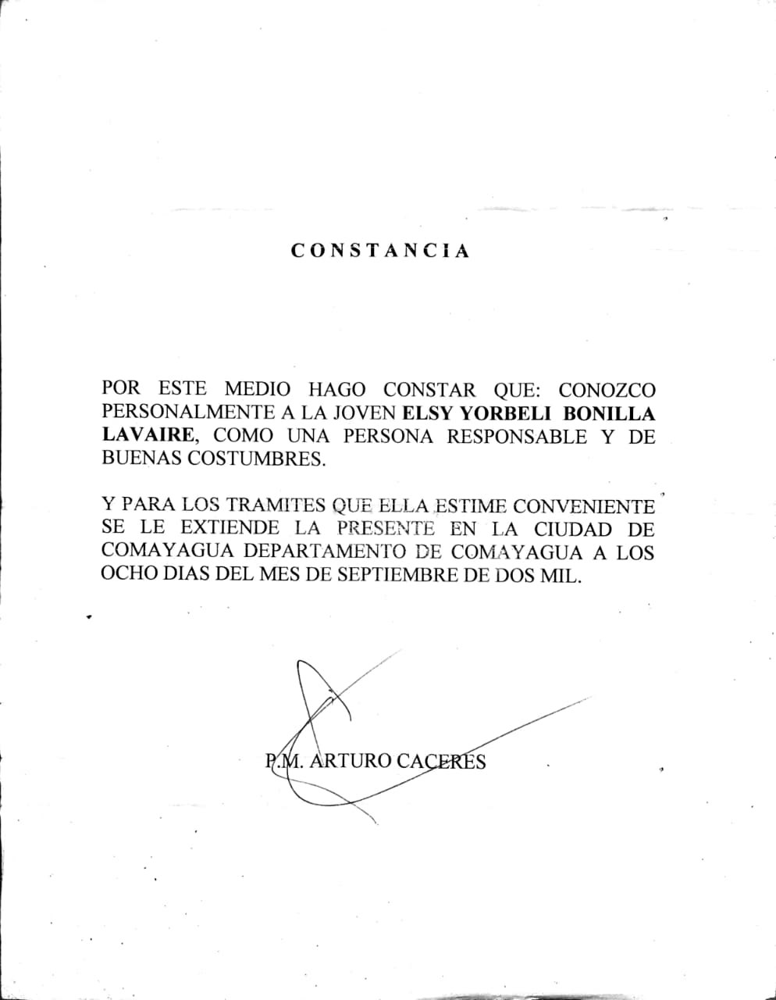 CONSTANCIA
POR ESTE MEDIO HAGO CONSTAR QUE: CONOZCO
PERSONALMENTE A LA JOVEN ELSY YORBELI BONILLA
LAVAIRE, COMO UNA PERSONA RESPONSABLE Y DE
BUENAS COSTUMBRES.
Y PARA LOS TRAMITES QUE ELLA ESTIME CONVENIENTE
SE LE EXTIENDE LA PRESENTE EN LA CIUDAD DE
COMAYAGUA DEPARTAMENTO DE COMAYAGUA A LOS
OCHO DIAS DEL MES DE SEPTIEMBRE DE DOS MIL.
P.M. ARTURO CACERES